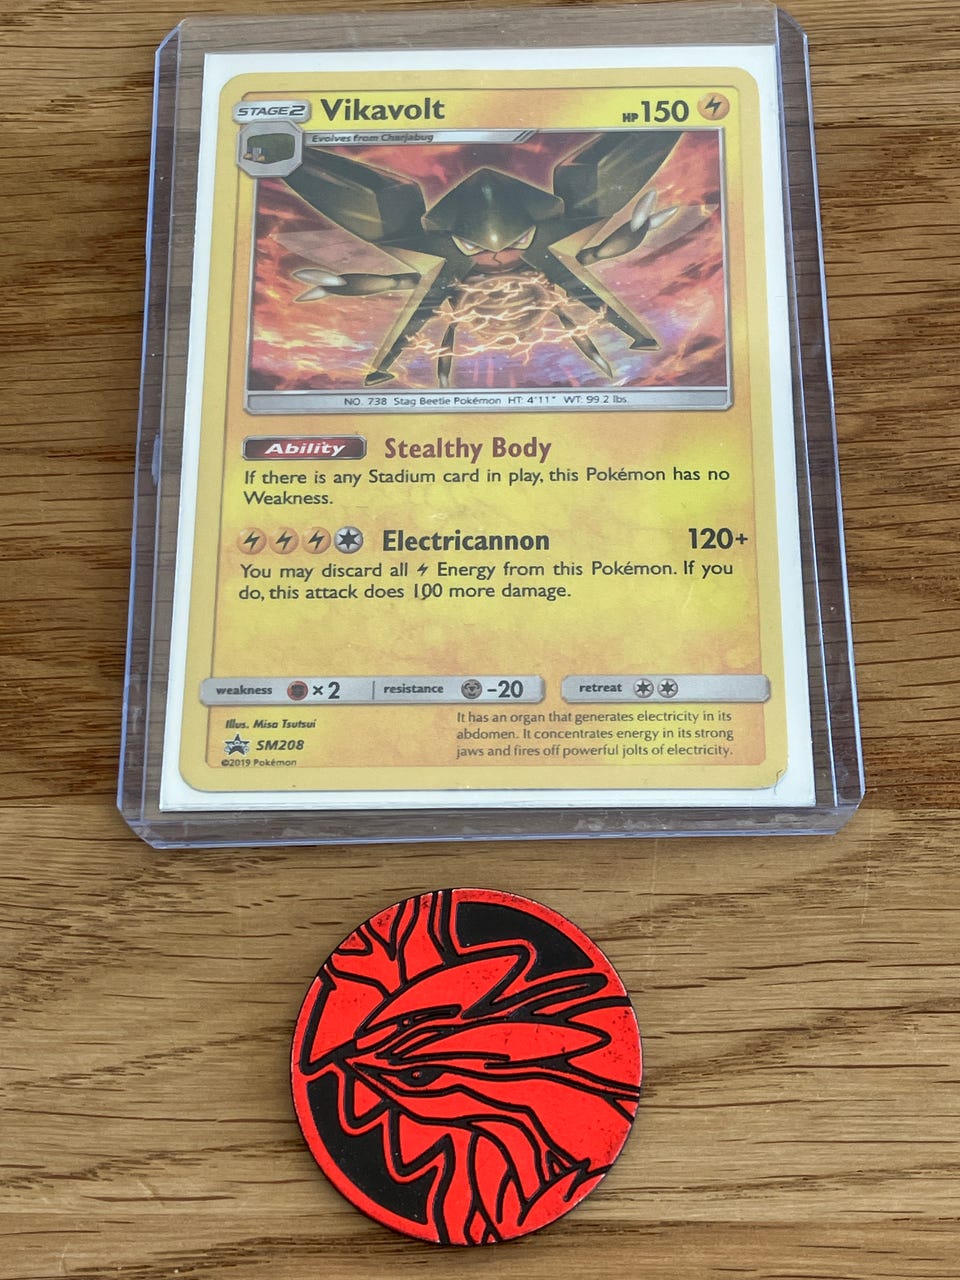 STAGE2 Vikavolt HP150
Evolves from Charjabug
NO. 738 Stag Beetle Pokémon HT: 4'11" WT: 99.2 lbs.
Ability Stealthy Body
If there is any Stadium card in play, this Pokémon has no
Weakness.
Electricannon 120+
You may discard all Energy from this Pokémon. If you
do, this attack does 100 more damage.
weakness ×2 resistance -20 retreat
Illus. Misa Tsutsui
SM208
©2019 Pokémon
It has an organ that generates electricity in its
abdomen. It concentrates energy in its strong
jaws and fires off powerful jolts of electricity.